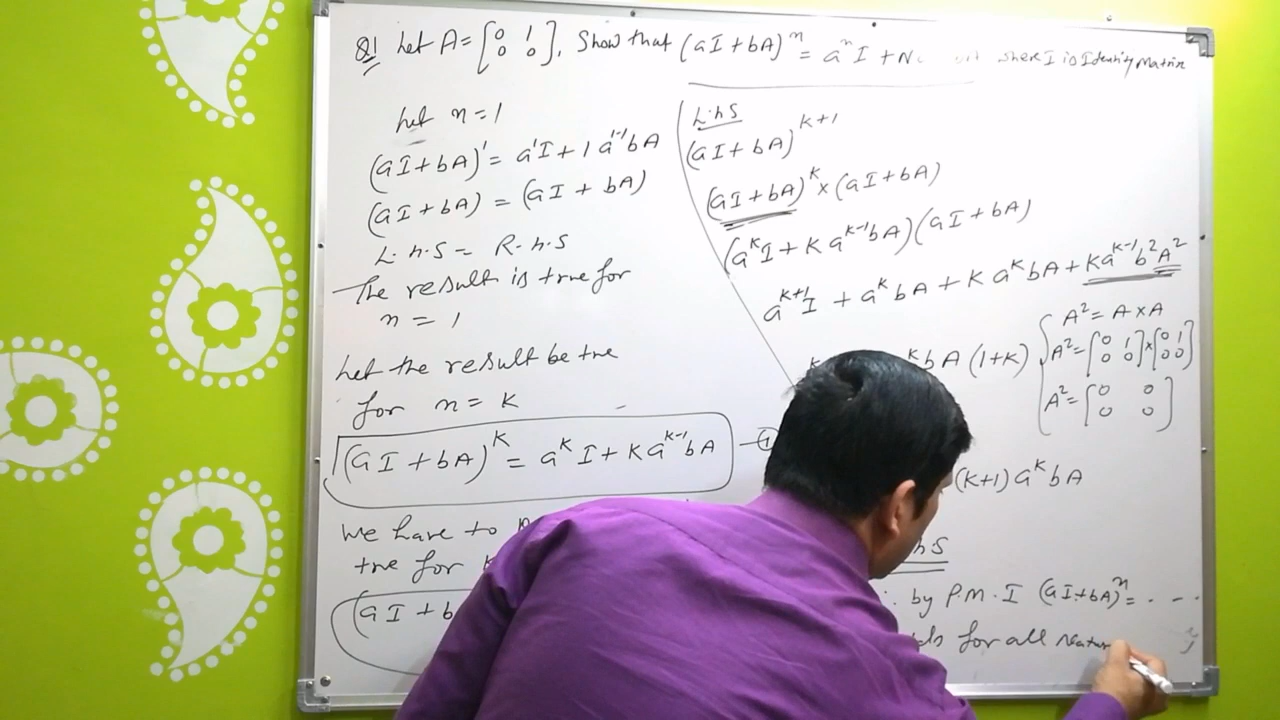 Q1 Let A = [0 1
0 0], Show that (aI + bA)^n = a^n I + where I is Identity Matrix
Let n = 1
(aI + bA)^1 = a^1 I + 1 a^{1-1} bA
(aI + bA) = (aI + bA)
L.h.S = R.h.S
The result is true for
n = 1
Let the result be true
for n = K
(aI + bA)^K = a^K I + K a^{K-1} bA — ①
We have to
true for
(aI + b
L.h.S
(aI + bA)^{K+1}
(aI + bA)^K × (aI + bA)
(a^K I + K a^{K-1} bA)(aI + bA)
a^{K+1} I + a^K bA + K a^K bA + K a^{K-1} b^2 A^2
bA (1+K)
A^2 = A × A
A^2 = [0 1
0 0] × [0 1
0 0]
A^2 = [0 0
0 0]
(K+1) a^K bA
hS
by P.M.I (aI+bA)^n = - - - -
for all Natur